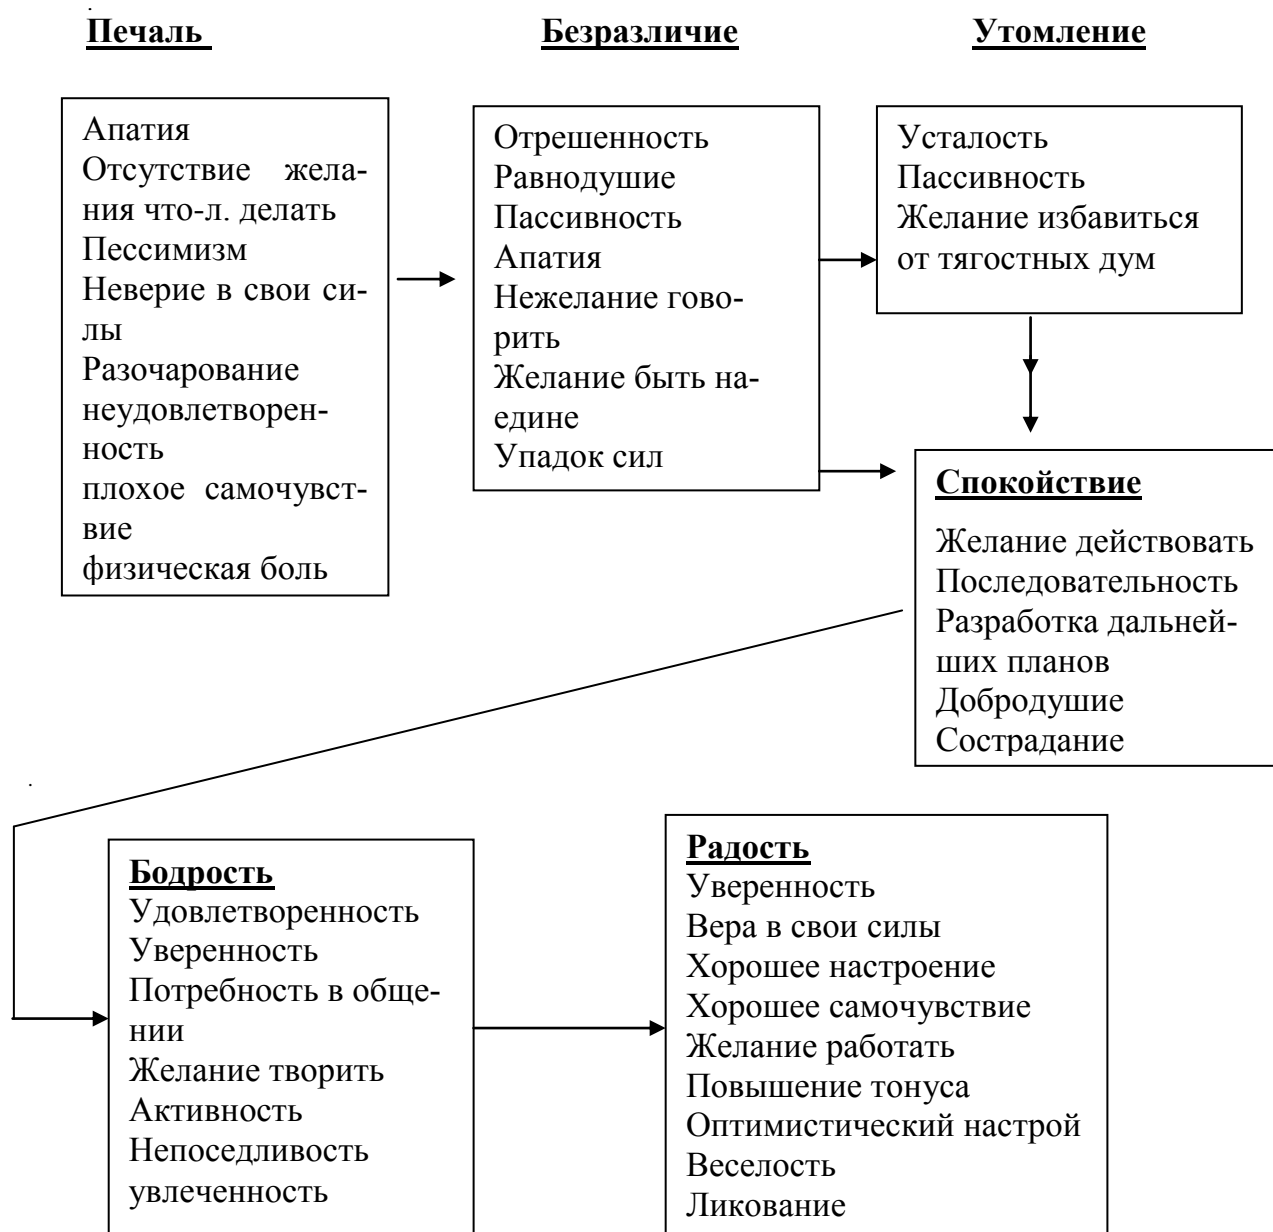 Печаль
Безразличие
Утомление
Апатия
Отсутствие жела-
ния что-л. делать
Пессимизм
Неверие в свои си-
лы
Разочарование
неудовлетворен-
ность
плохое самочувст-
вие
физическая боль
Отрешенность
Равнодушие
Пассивность
Апатия
Нежелание гово-
рить
Желание быть на-
едине
Упадок сил
Усталость
Пассивность
Желание избавиться
от тягостных дум
Спокойствие
Желание действовать
Последовательность
Разработка дальней-
ших планов
Добродушие
Сострадание
Бодрость
Удовлетворенность
Уверенность
Потребность в обще-
нии
Желание творить
Активность
Непоседливость
увлеченность
Радость
Уверенность
Вера в свои силы
Хорошее настроение
Хорошее самочувствие
Желание работать
Повышение тонуса
Оптимистический настрой
Веселость
Ликование